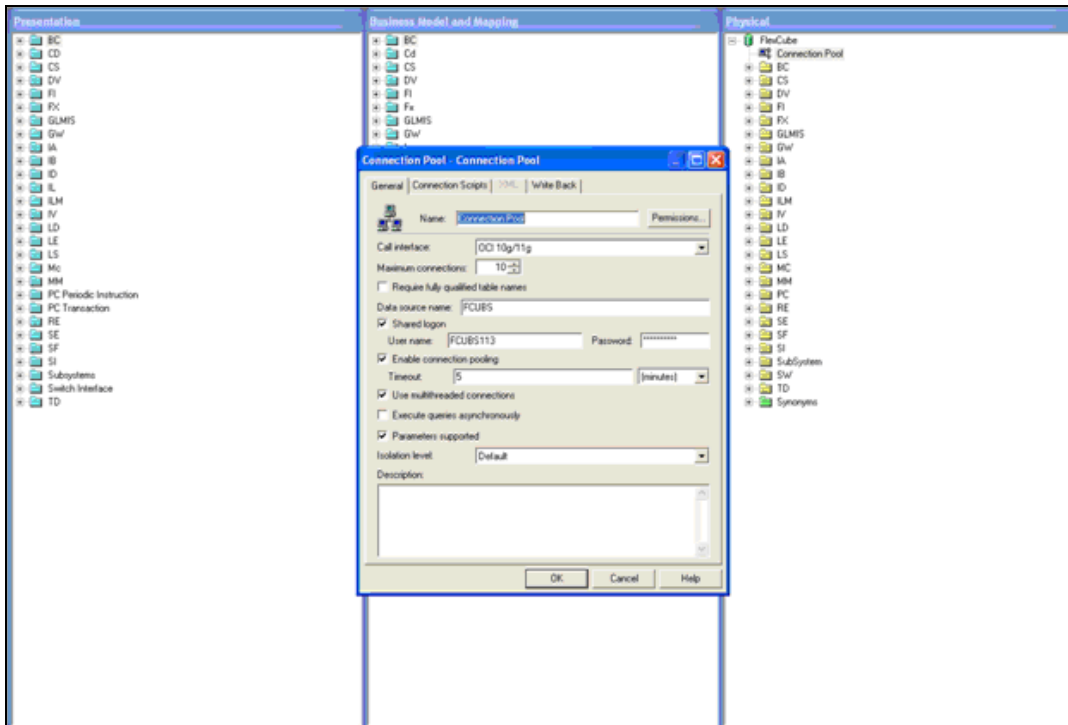 Presentation
BC
CD
CS
DV
FI
FX
GLMIS
GW
IA
IB
ID
IL
ILM
IV
LD
LE
LS
Mc
MM
PC Periodic Instruction
PC Transaction
RE
SE
SF
SI
Subsystems
Switch Interface
TD
Business Model and Mapping
BC
Cd
CS
DV
FI
Fx
GLMIS
GW
Physical
FlexCube
Connection Pool
BC
CS
DV
FI
FX
GLMIS
GW
IA
IB
ID
ILM
IV
LD
LE
LS
MC
MM
PC
RE
SE
SF
SI
SubSystem
SW
TD
Synonyms
Connection Pool - Connection Pool
General Connection Scripts XML Write Back
Name: Connection Pool Permissions...
Call interface: OCI 10g/11g
Maximum connections: 10
Require fully qualified table names
Data source name: FCUBS
Shared logon
User name: FCUBS113 Password: *********
Enable connection pooling
Timeout: 5 (minutes)
Use multithreaded connections
Execute queries asynchronously
Parameters supported
Isolation level: Default
Description:
OK Cancel Help